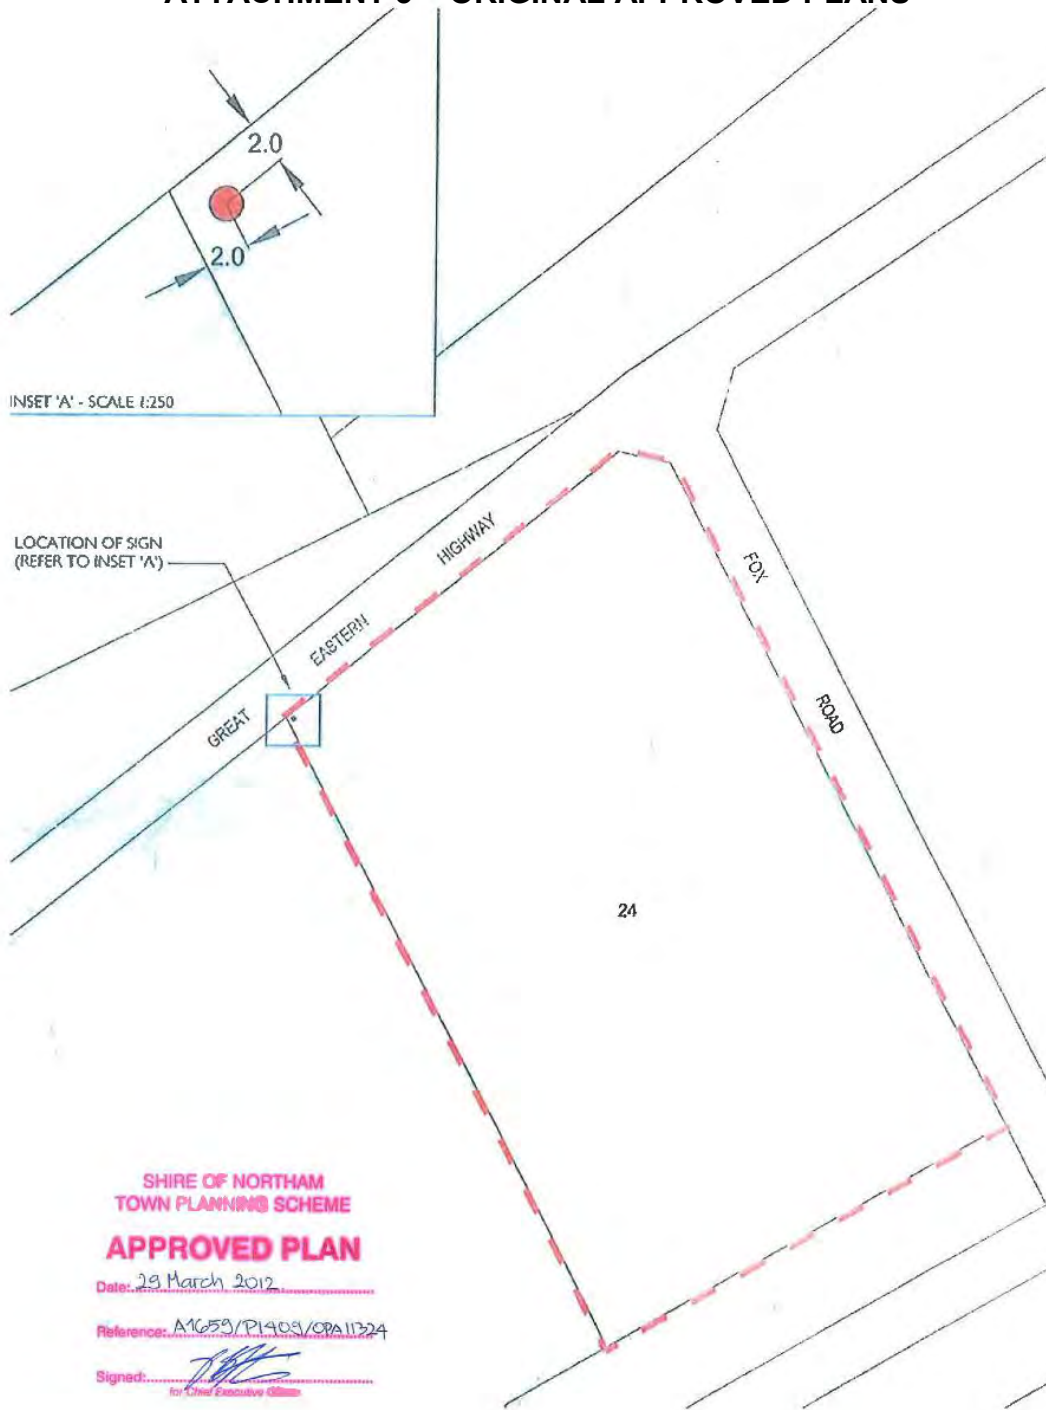 2.0
2.0
INSET 'A' - SCALE 1:250
LOCATION OF SIGN
(REFER TO INSET 'A')
GREAT EASTERN HIGHWAY
FOX ROAD
24
SHIRE OF NORTHAM
TOWN PLANNING SCHEME
APPROVED PLAN
Date: 29 March 2012
Reference: A1659/P1409/OPA11324
Signed:
for Chief Executive Officer